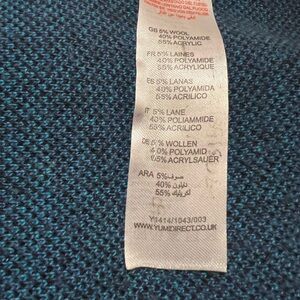 GB 5% WOOL
40% POLYAMIDE
55% ACRYLIC
FR 5% LAINES
40% POLYAMIDE
55% ACRYLIQUE
ES 5% LANAS
40% POLYAMIDA
55% ACRILICO
IT 5% LANE
40% POLIAMMIDE
55% ACRILICO
DE 5% WOLLEN
40% POLYAMID
55% ACRYLSAUER
ARA 5% صوف
40% نايلون
55% أكريليك
Y1414/1043/003
WWW.YUMIDIRECT.CO.UK